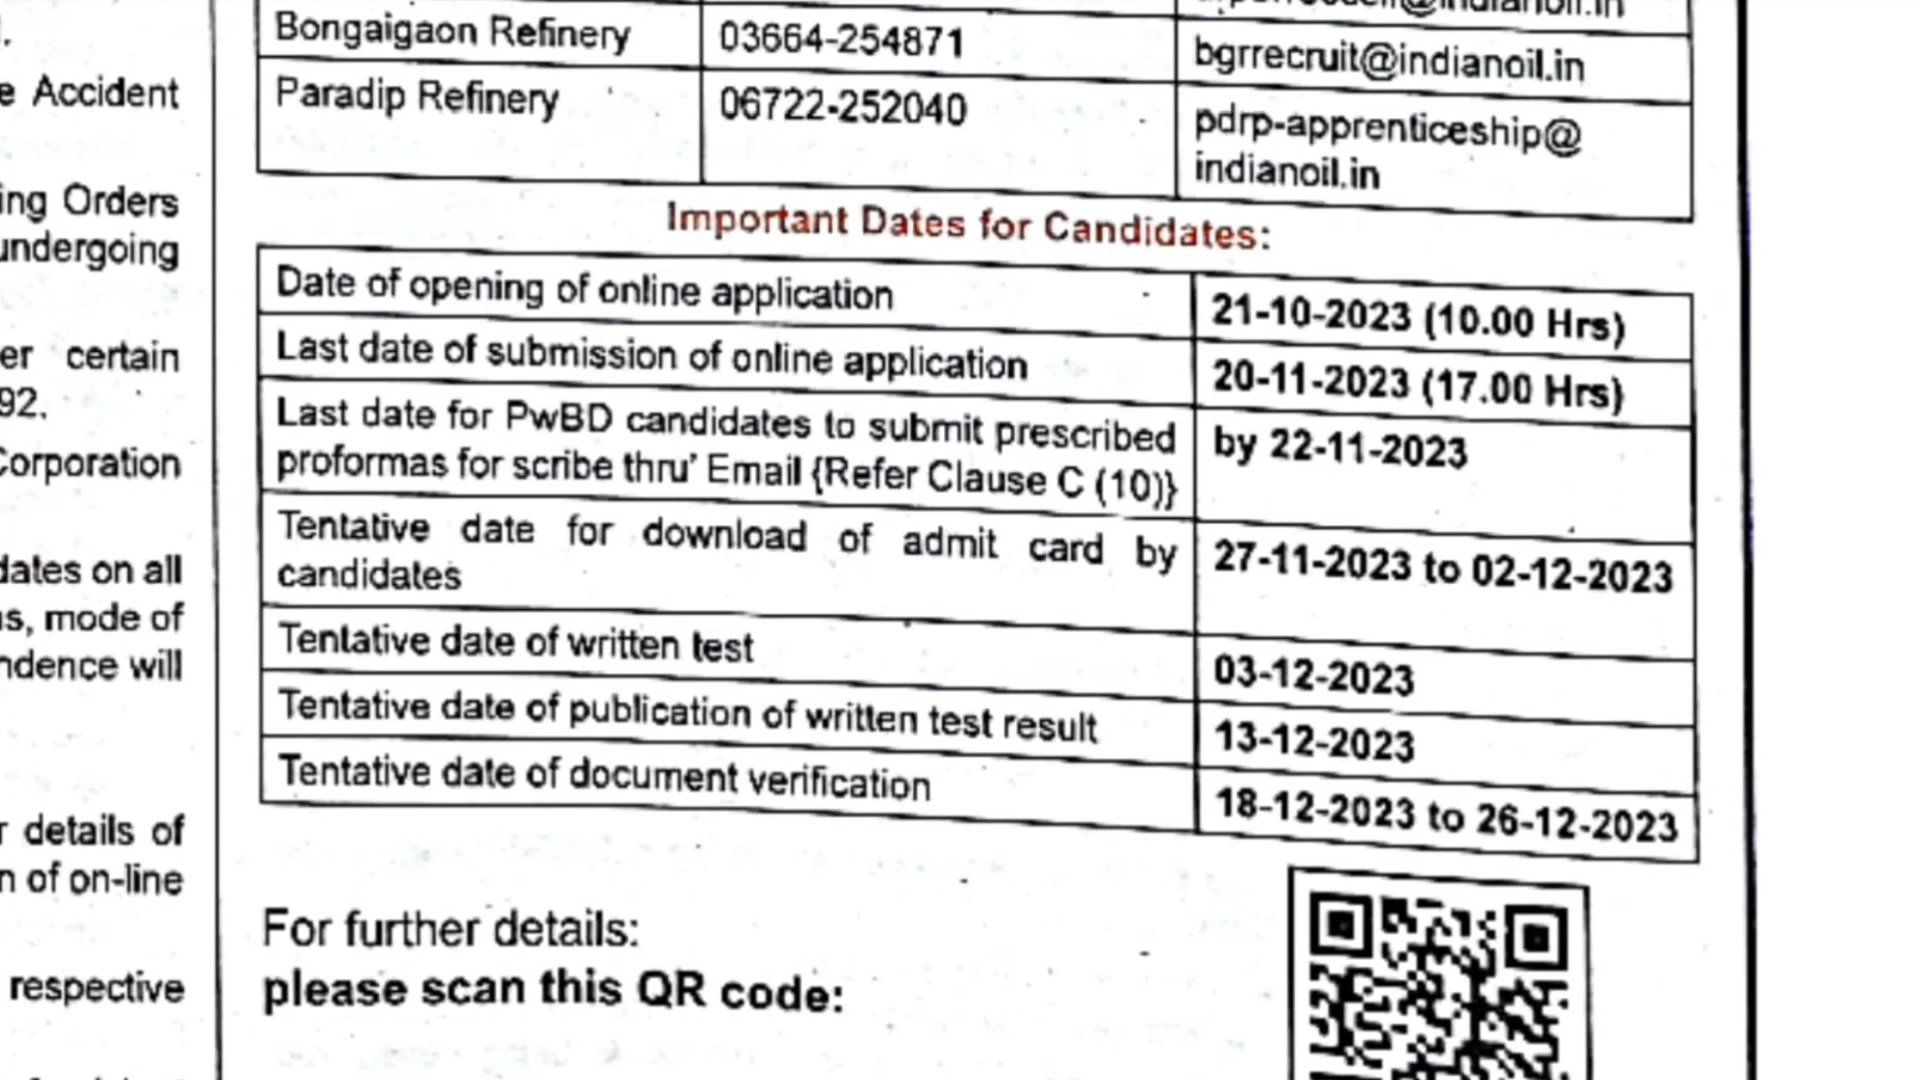 e Accident
ing Orders
undergoing
er certain
92.
Corporation
dates on all
s, mode of
ndence will
r details of
n of on-line
respective
@indianoil.in
Bongaigaon Refinery 03664-254871 bgrrecruit@indianoil.in
Paradip Refinery 06722-252040 pdrp-apprenticeship@
indianoil.in
Important Dates for Candidates:
Date of opening of online application 21-10-2023 (10.00 Hrs)
Last date of submission of online application 20-11-2023 (17.00 Hrs)
Last date for PwBD candidates to submit prescribed by 22-11-2023
proformas for scribe thru' Email {Refer Clause C (10)}
Tentative date for download of admit card by 27-11-2023 to 02-12-2023
candidates
Tentative date of written test 03-12-2023
Tentative date of publication of written test result 13-12-2023
Tentative date of document verification 18-12-2023 to 26-12-2023
For further details:
please scan this QR code: